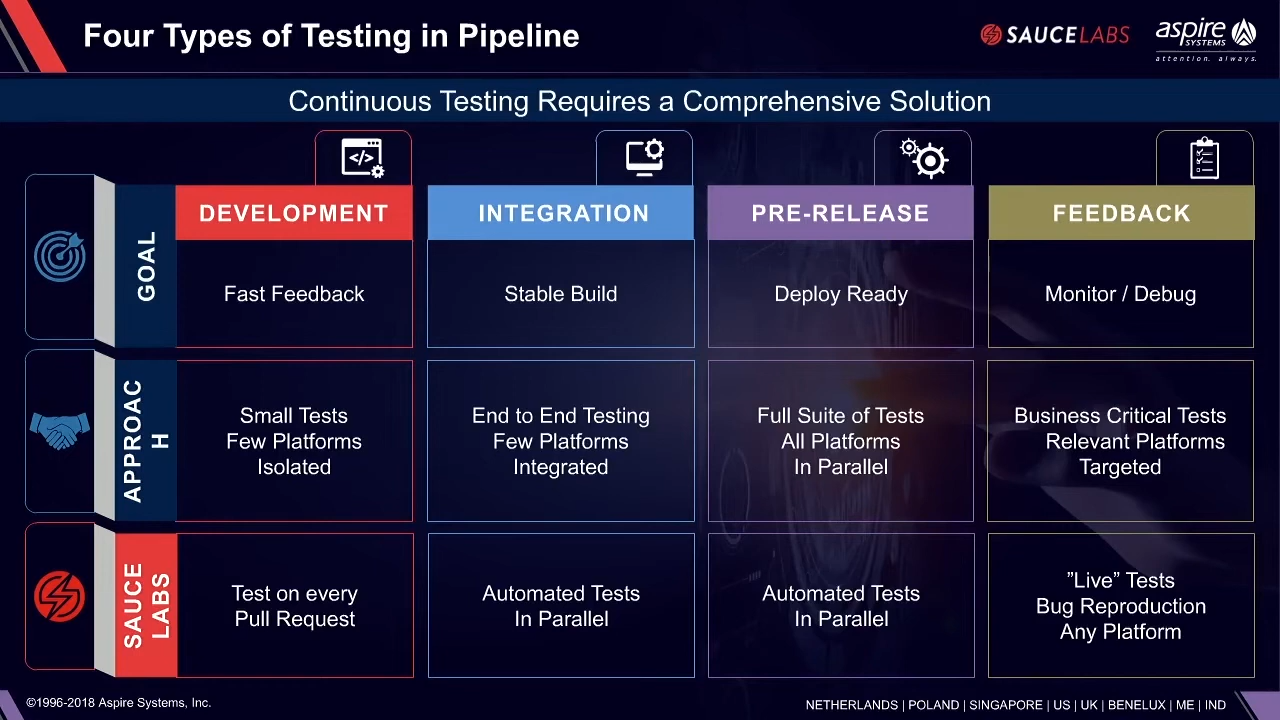 Four Types of Testing in Pipeline
SAUCELABS
aspire
SYSTEMS
attention. always.
Continuous Testing Requires a Comprehensive Solution
DEVELOPMENT
INTEGRATION
PRE-RELEASE
FEEDBACK
GOAL
Fast Feedback
Stable Build
Deploy Ready
Monitor / Debug
APPROAC
H
Small Tests
Few Platforms
Isolated
End to End Testing
Few Platforms
Integrated
Full Suite of Tests
All Platforms
In Parallel
Business Critical Tests
Relevant Platforms
Targeted
SAUCE
LABS
Test on every
Pull Request
Automated Tests
In Parallel
Automated Tests
In Parallel
”Live” Tests
Bug Reproduction
Any Platform
©1996-2018 Aspire Systems, Inc.
NETHERLANDS | POLAND | SINGAPORE | US | UK | BENELUX | ME | IND